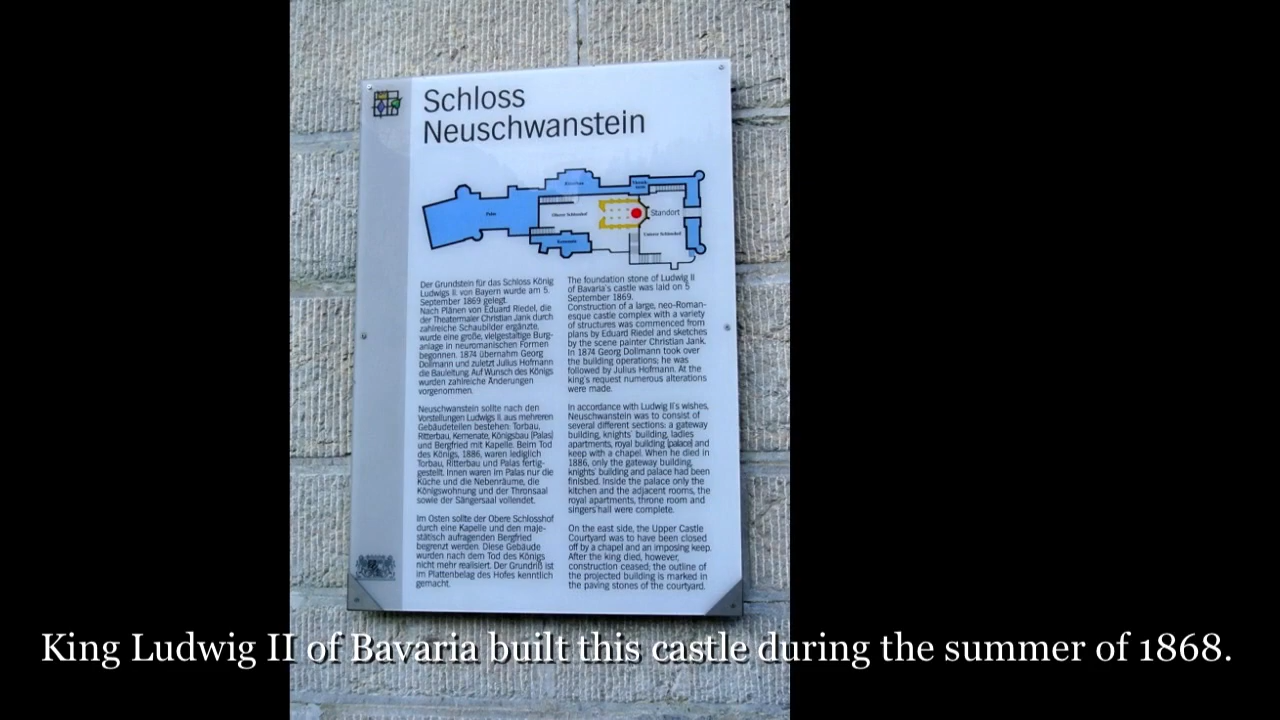 Schloss
Neuschwanstein
Palas
Ritterbau
Oberer Schlosshof
Kemenate
Standort
Unterer Schlosshof
Der Grundstein für das Schloss König
Ludwigs II. von Bayern wurde am 5.
September 1869 gelegt.
Nach Plänen von Eduard Riedel, die
der Theatermaler Christian Jank durch
zahlreiche Schaubilder ergänzte,
wurde eine große, vielgestaltige Burg-
anlage in neuromanischen Formen
begonnen. 1874 übernahm Georg
Dollmann und zuletzt Julius Hofmann
die Bauleitung. Auf Wunsch des Königs
wurden zahlreiche Änderungen
vorgenommen.
Neuschwanstein sollte nach den
Vorstellungen Ludwigs II. aus mehreren
Gebäudeteilen bestehen: Torbau,
Ritterbau, Kemenate, Königsbau (Palas)
und Bergfried mit Kapelle. Beim Tod
des Königs, 1886, waren lediglich
Torbau, Ritterbau und Palas fertig-
gestellt. Innen waren im Palas nur die
Küche und die Nebenräume, die
Königswohnung und der Thronsaal
sowie der Sängersaal vollendet.
Im Osten sollte der Obere Schlosshof
durch eine Kapelle und den maje-
stätisch aufragenden Bergfried
begrenzt werden. Diese Gebäude
wurden nach dem Tod des Königs
nicht mehr realisiert. Der Grundriß ist
im Plattenbelag des Hofes kenntlich
gemacht.
The foundation stone of Ludwig II
of Bavaria's castle was laid on 5
September 1869.
Construction of a large, neo-Roman-
esque castle complex with a variety
of structures was commenced from
plans by Eduard Riedel and sketches
by the scene painter Christian Jank.
In 1874 Georg Dollmann took over
the building operations; he was
followed by Julius Hofmann. At the
king's request numerous alterations
were made.
In accordance with Ludwig II's wishes,
Neuschwanstein was to consist of
several different sections: a gateway
building, knights' building, ladies'
apartments, royal building (palace) and
keep with a chapel. When he died in
1886, only the gateway building,
knights' building and palace had been
finisbed. Inside the palace only the
kitchen and the adjacent rooms, the
royal apartments, throne room and
singers'hall were complete.
On the east side, the Upper Castle
Courtyard was to have been closed
off by a chapel and an imposing keep.
After the king died, however,
construction ceased; the outline of
the projected building is marked in
the paving stones of the courtyard.
King Ludwig II of Bavaria built this castle during the summer of 1868.